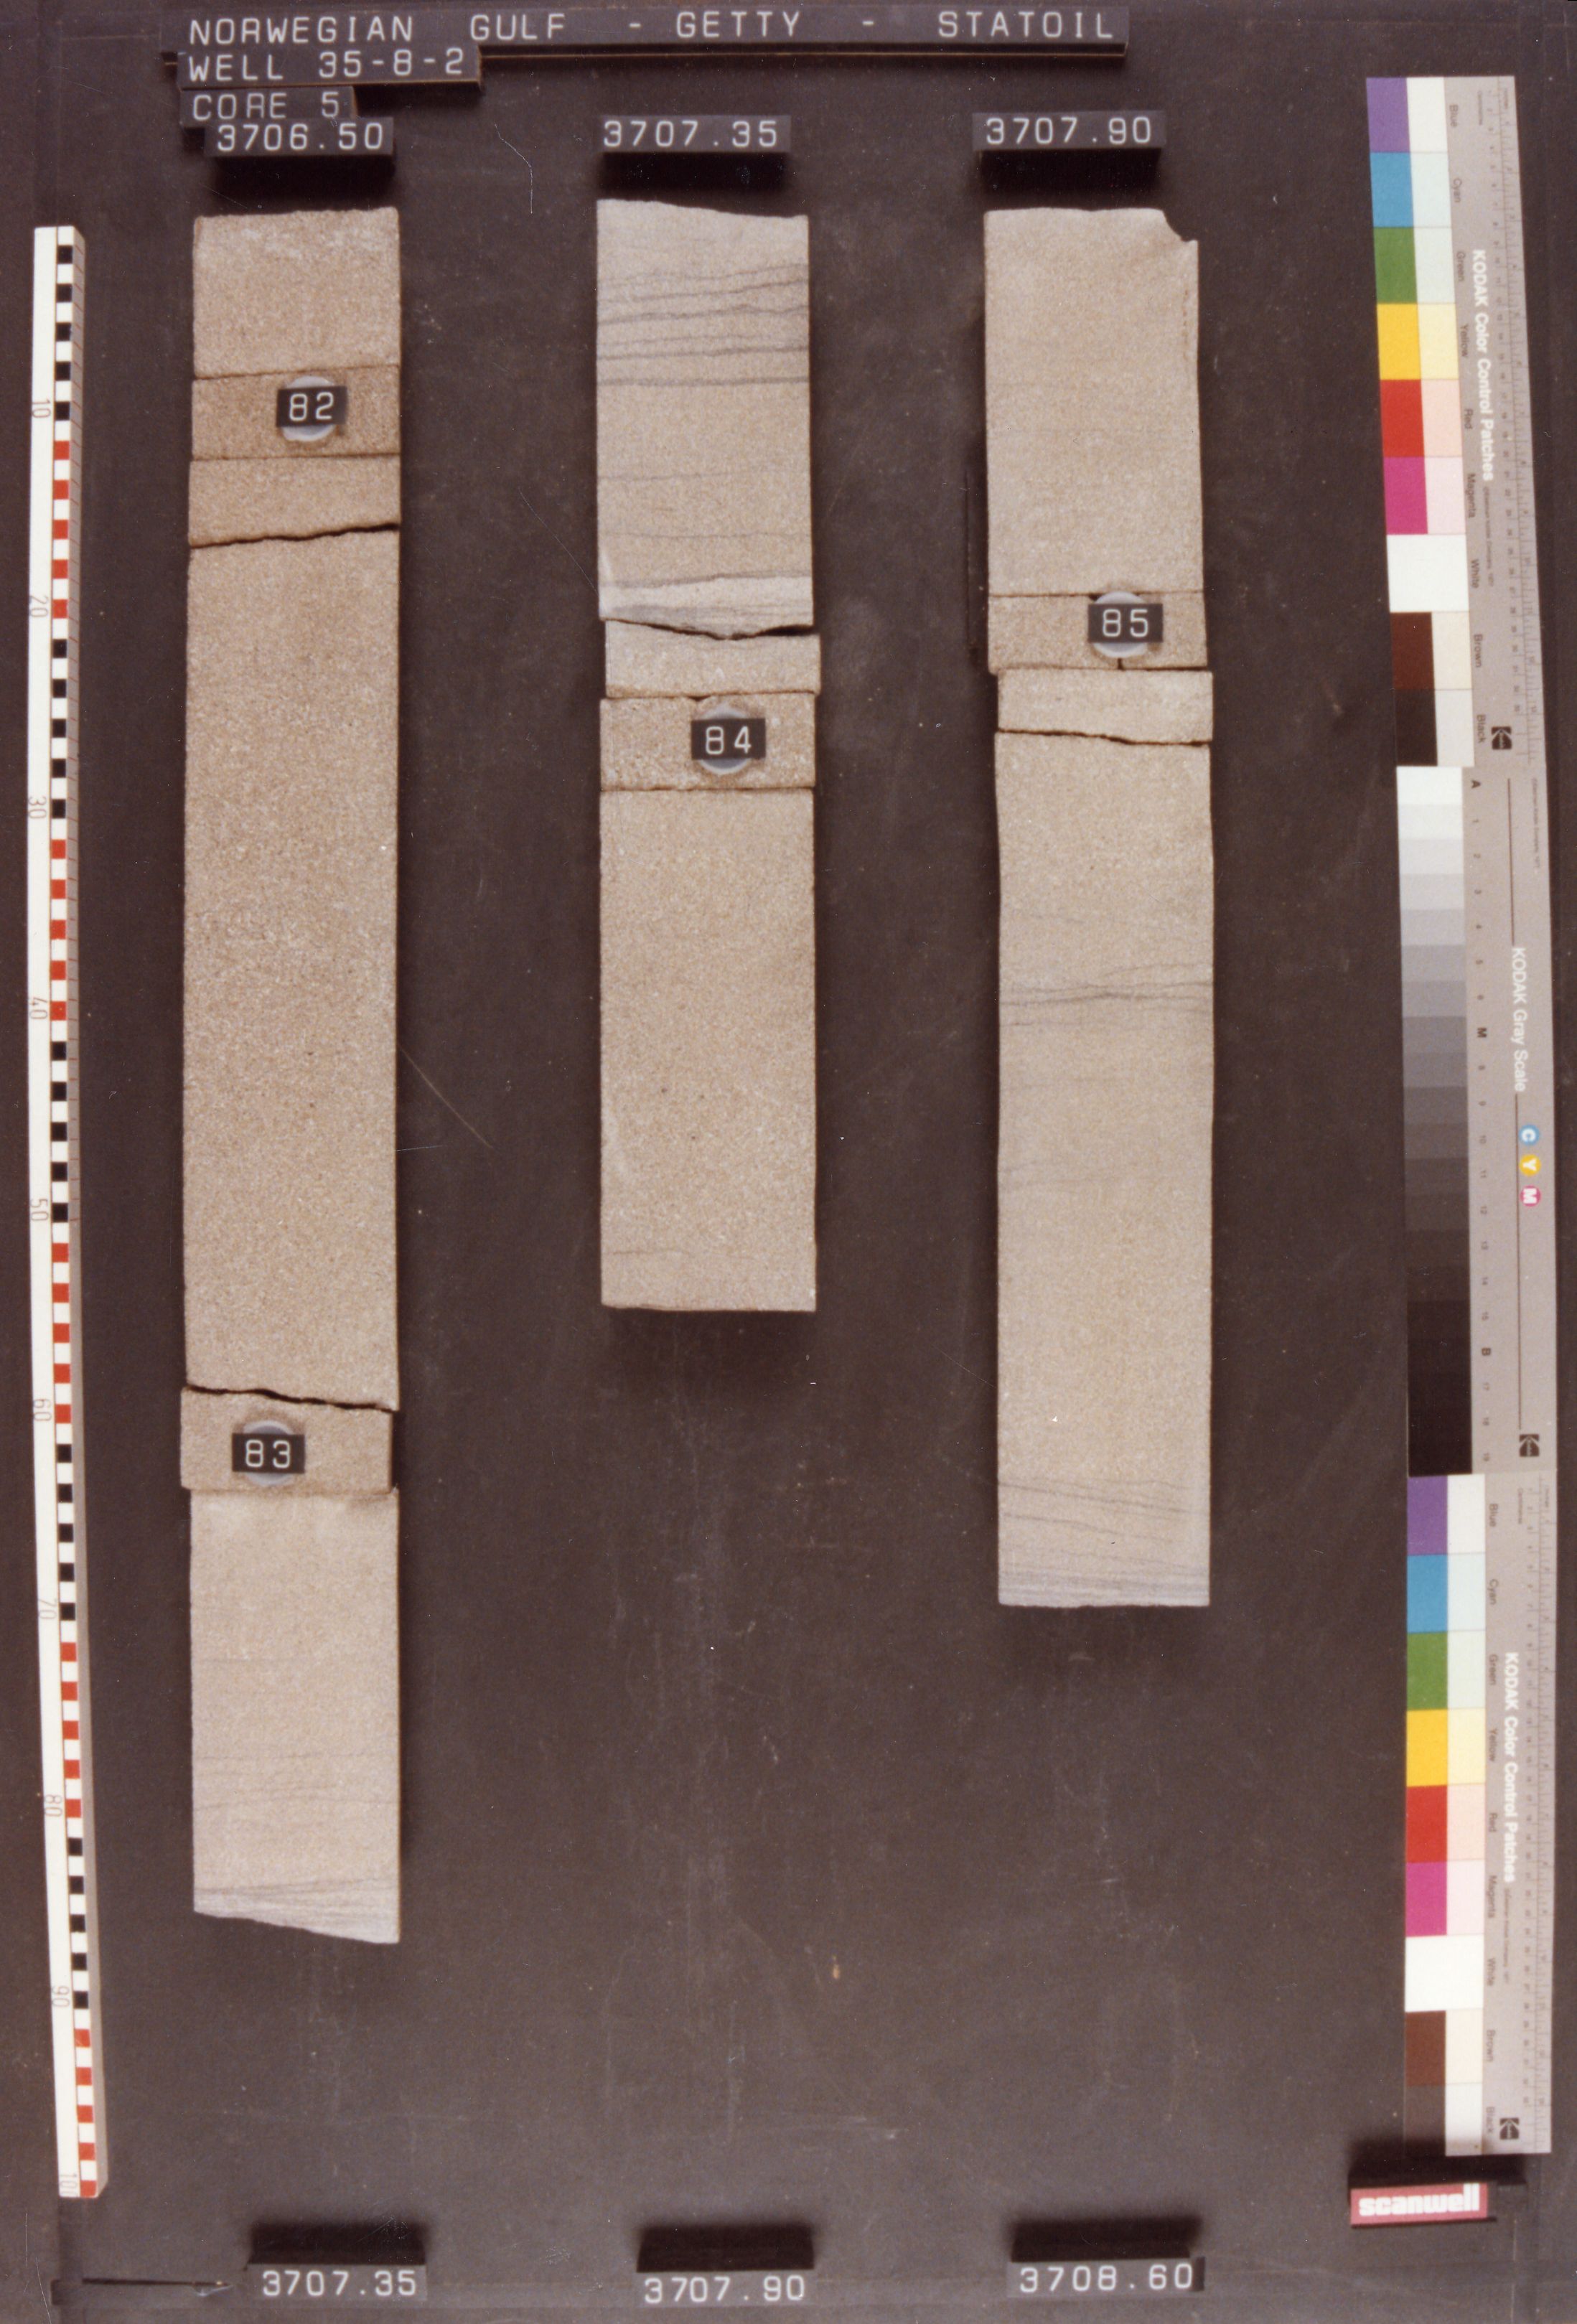 NORWEGIAN GULF - GETTY - STATOIL
WELL 35-8-2
CORE 5
3706.50
3707.35
3707.90
82
83
84
85
10
20
30
40
50
60
70
80
90
100
3707.35
3707.90
3708.60
KODAK Color Control Patches
Blue
Cyan
Green
Yellow
Red
Magenta
White
Brown
Black
KODAK Gray Scale
C Y M
A
1
2
3
4
5
6
M
8
9
10
11
12
13
14
15
B
17
18
19
KODAK Color Control Patches
Blue
Cyan
Green
Yellow
Red
Magenta
White
Brown
Black
scanwell